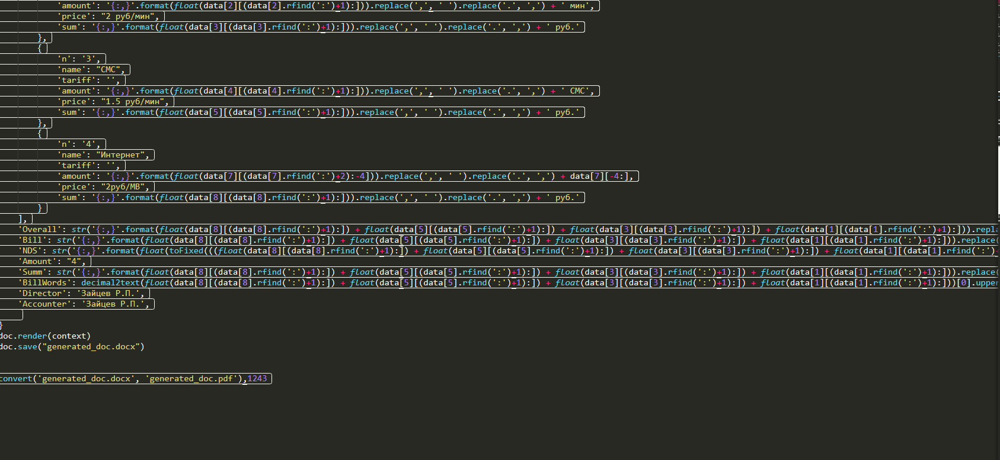 'amount': '{:,}'.format(float(data[2][(data[2].rfind(':')+1):])).replace(',', ' ').replace('.', ',') + ' мин',
'price': "2 руб/мин",
'sum': '{:,}'.format(float(data[3][(data[3].rfind(':')+1):])).replace(',', ' ').replace('.', ',') + ' руб.'
},
{
'n': '3',
'name': "СМС",
'tariff': '',
'amount': '{:,}'.format(float(data[4][(data[4].rfind(':')+1):])).replace(',', ' ').replace('.', ',') + ' СМС',
'price': "1.5 руб/мин",
'sum': '{:,}'.format(float(data[5][(data[5].rfind(':')+1):])).replace(',', ' ').replace('.', ',') + ' руб.'
},
{
'n': '4',
'name': "Интернет",
'tariff': '',
'amount': '{:,}'.format(float(data[7][(data[7].rfind(':')+2):-4])).replace(',', ' ').replace('.', ',') + data[7][-4:],
'price': "2руб/МВ",
'sum': '{:,}'.format(float(data[8][(data[8].rfind(':')+1):])).replace(',', ' ').replace('.', ',') + ' руб.'
}
],
'Overall': str('{:,}'.format(float(data[8][(data[8].rfind(':')+1):]) + float(data[5][(data[5].rfind(':')+1):]) + float(data[3][(data[3].rfind(':')+1):]) + float(data[1][(data[1].rfind(':')+1):])).repla
'Bill': str('{:,}'.format(float(data[8][(data[8].rfind(':')+1):]) + float(data[5][(data[5].rfind(':')+1):]) + float(data[3][(data[3].rfind(':')+1):]) + float(data[1][(data[1].rfind(':')+1):])).replace(
'NDS': str('{:,}'.format(float(toFixed(((float(data[8][(data[8].rfind(':')+1):]) + float(data[5][(data[5].rfind(':')+1):]) + float(data[3][(data[3].rfind(':')+1):]) + float(data[1][(data[1].rfind(':')+
'Amount': "4",
'Summ': str('{:,}'.format(float(data[8][(data[8].rfind(':')+1):]) + float(data[5][(data[5].rfind(':')+1):]) + float(data[3][(data[3].rfind(':')+1):]) + float(data[1][(data[1].rfind(':')+1):])).replace(
'BillWords': decimal2text(float(data[8][(data[8].rfind(':')+1):]) + float(data[5][(data[5].rfind(':')+1):]) + float(data[3][(data[3].rfind(':')+1):]) + float(data[1][(data[1].rfind(':')+1):]))[0].upper
'Director': 'Зайцев Р.П.',
'Accounter': 'Зайцев Р.П.',
}
doc.render(context)
doc.save("generated_doc.docx")
convert('generated_doc.docx', 'generated_doc.pdf'),1243